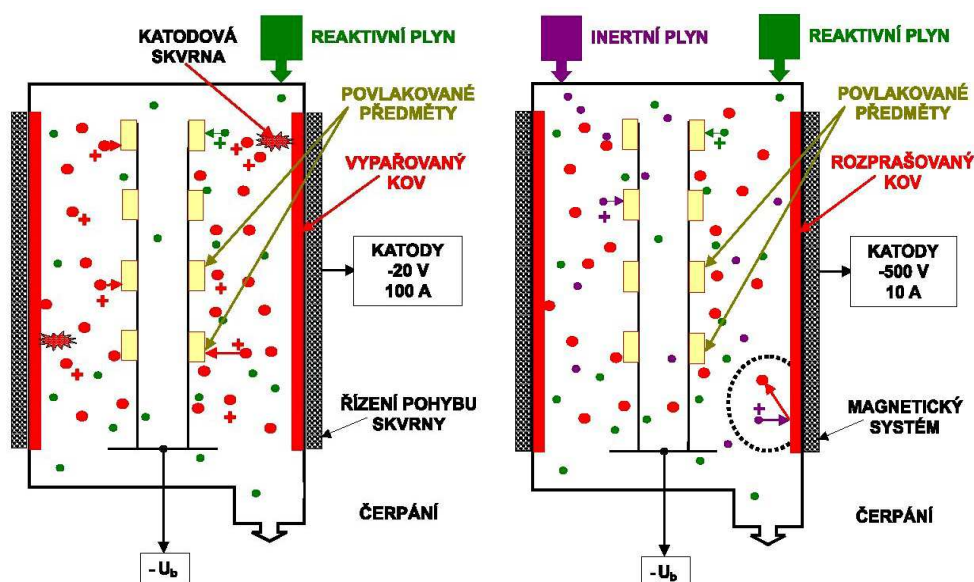 KATODOVÁ
SKVRNA
REAKTIVNÍ PLYN
POVLAKOVANÉ
PŘEDMĚTY
VYPAŘOVANÝ
KOV
KATODY
-20 V
100 A
ŘÍZENÍ POHYBU
SKVRNY
ČERPÁNÍ
- Ub
INERTNÍ PLYN
REAKTIVNÍ PLYN
POVLAKOVANÉ
PŘEDMĚTY
ROZPRAŠOVANÝ
KOV
KATODY
-500 V
10 A
MAGNETICKÝ
SYSTÉM
ČERPÁNÍ
- Ub